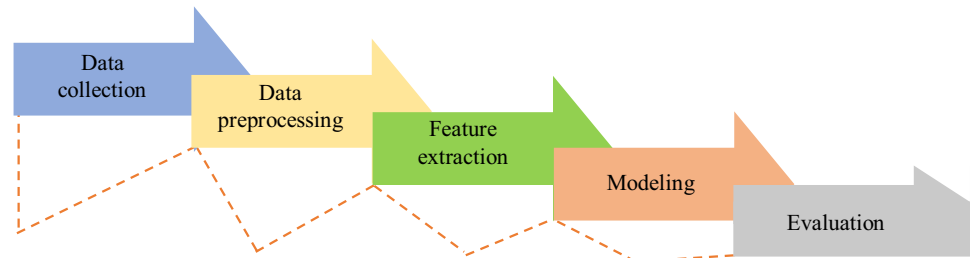 Data
collection
Data
preprocessing
Feature
extraction
Modeling
Evaluation